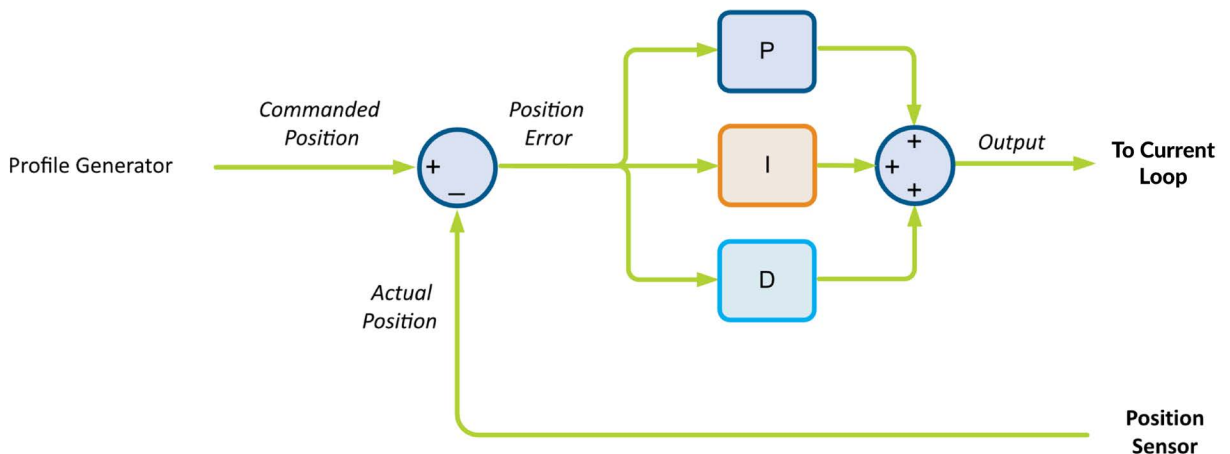 P
Commanded
Position
Position
Error
Profile Generator
+
–
I
+
+
+
Output
To Current
Loop
D
Actual
Position
Position
Sensor